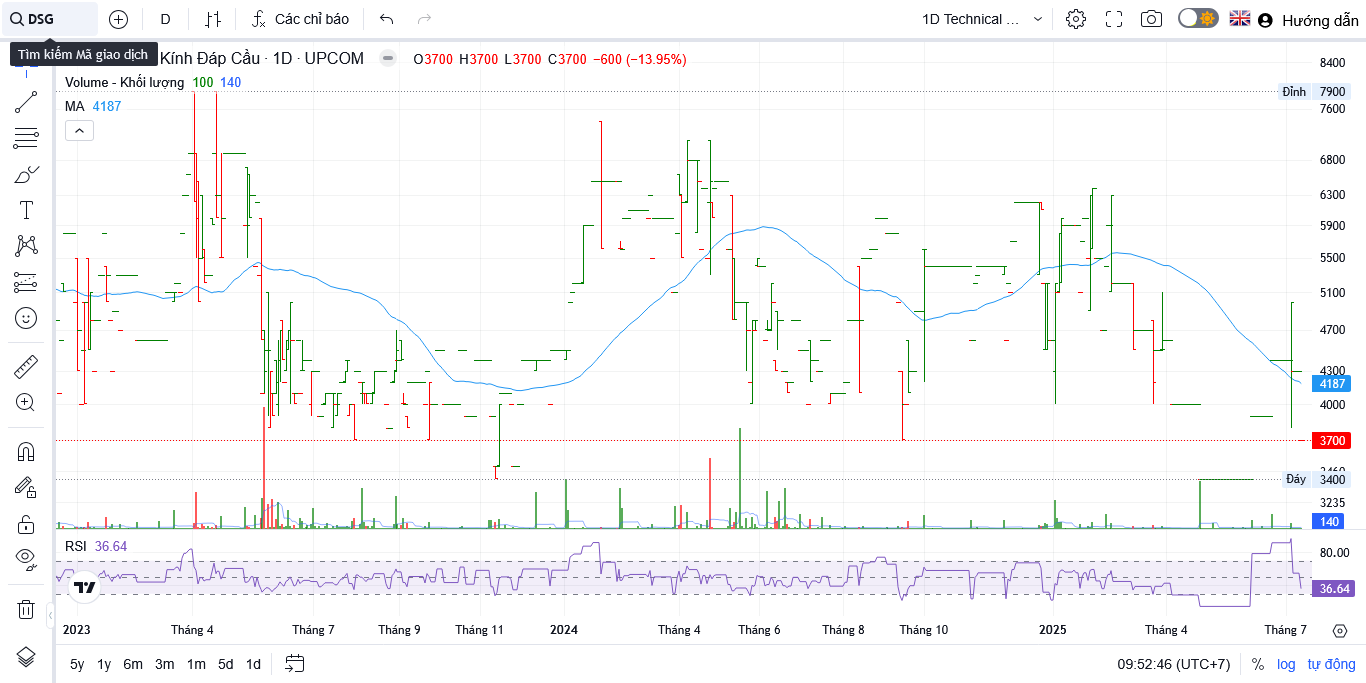 DSG
D
Các chỉ báo
1D Technical ...
Hướng dẫn
Tìm kiếm Mã giao dịch
Kính Đáp Cầu · 1D · UPCOM
O3700 H3700 L3700 C3700 −600 (−13.95%)
Volume - Khối lượng 100 140
MA 4187
8400
Đỉnh 7900
7600
6800
6300
5900
5500
5100
4700
4300
4187
4000
3700
3460
Đáy 3400
3235
140
RSI 36.64
80.00
36.64
2023 Tháng 4 Tháng 7 Tháng 9 Tháng 11 2024 Tháng 4 Tháng 6 Tháng 8 Tháng 10 2025 Tháng 4 Tháng 7
5y 1y 6m 3m 1m 5d 1d
09:52:46 (UTC+7) % log tự động